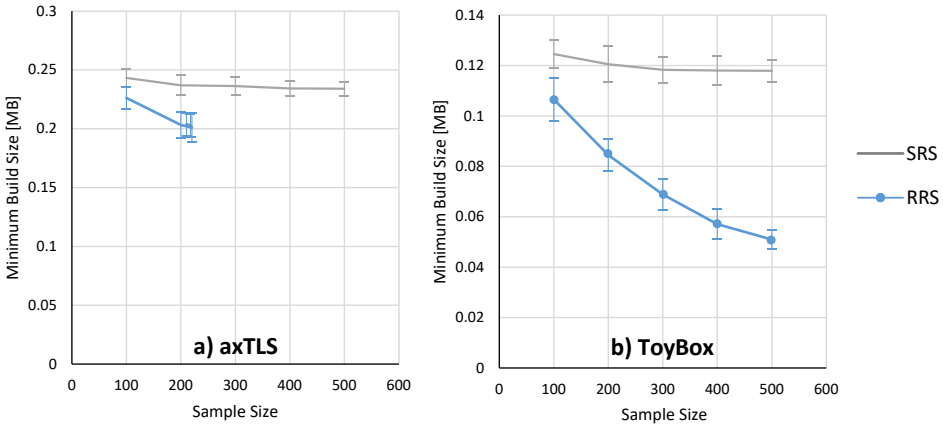 0.3
0.25
0.2
0.15
0.1
0.05
0
Minimum Build Size [MB]
a) axTLS
0 100 200 300 400 500 600
Sample Size
0.14
0.12
0.1
0.08
0.06
0.04
0.02
0
Minimum Build Size [MB]
b) ToyBox
0 100 200 300 400 500 600
Sample Size
SRS
RRS